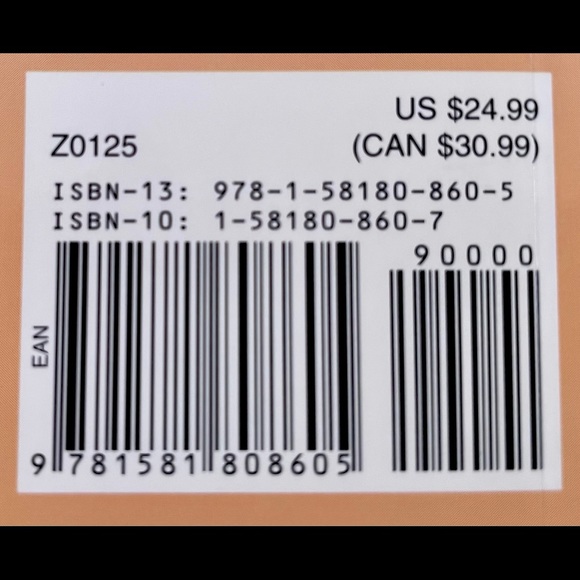 US $24.99
Z0125 (CAN $30.99)
ISBN-13: 978-1-58180-860-5
ISBN-10: 1-58180-860-7
90000
EAN
9 781581 808605